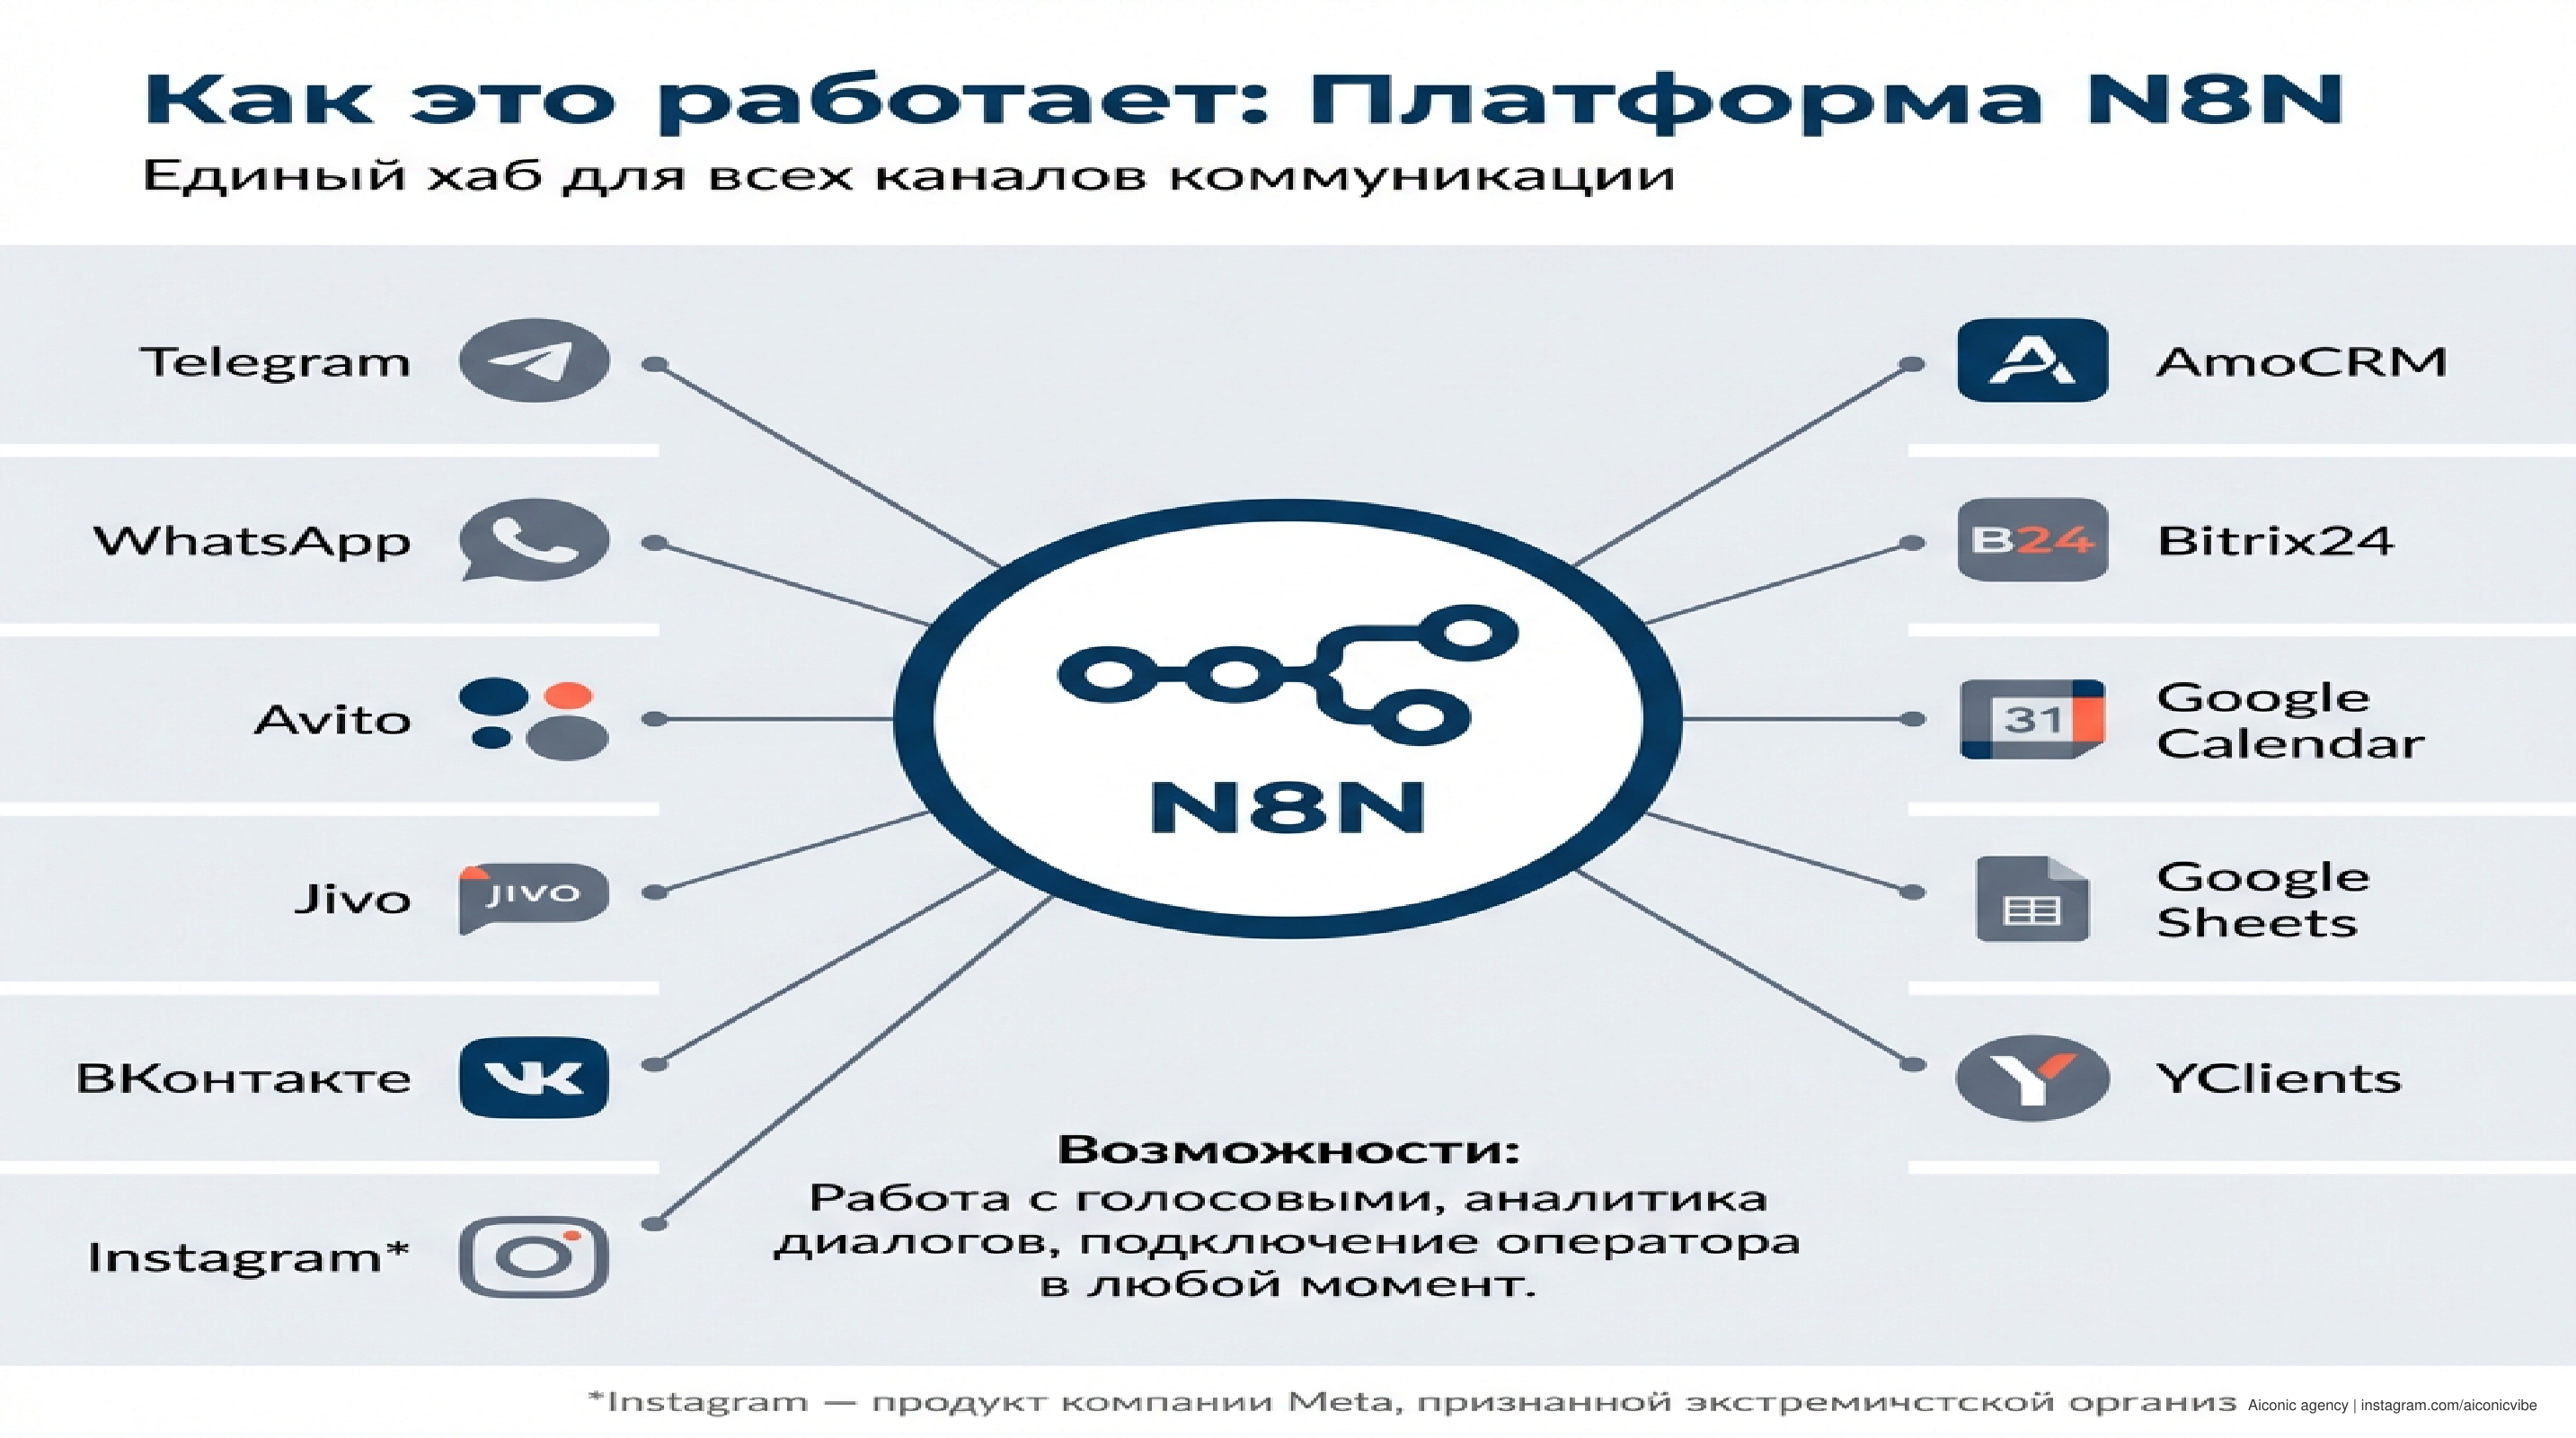 Как это работает: Платформа N8N
Единый хаб для всех каналов коммуникации
Telegram
WhatsApp
Avito
Jivo
JIVO
ВКонтакте
VK
Instagram*
N8N
AmoCRM
B24
Bitrix24
31
Google
Calendar
Google
Sheets
YClients
Возможности:
Работа с голосовыми, аналитика
диалогов, подключение оператора
в любой момент.
*Instagram — продукт компании Meta, признанной экстремичстской организ
Aiconic agency | instagram.com/aiconicvibe